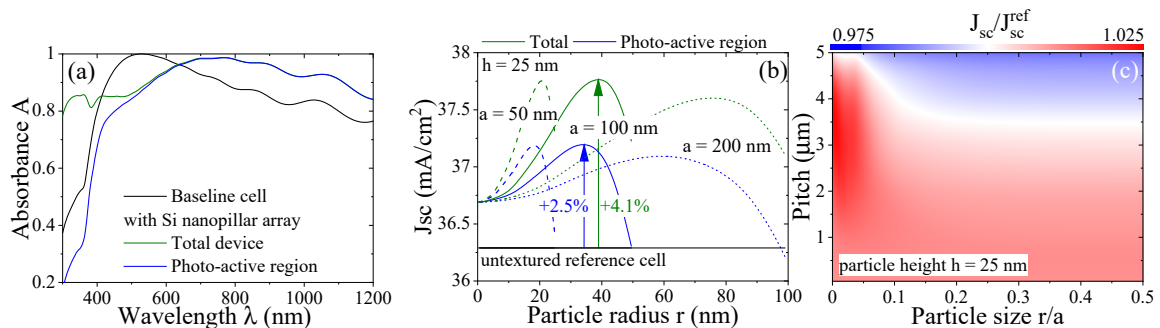 (a)
Absorbance A
1
0.8
0.6
0.4
0.2
400 600 800 1000 1200
Wavelength λ (nm)
Baseline cell
with Si nanopillar array
Total device
Photo-active region
Total Photo-active region
(b)
h = 25 nm
a = 50 nm
a = 100 nm
a = 200 nm
+2.5% +4.1%
untextured reference cell
Jsc (mA/cm²)
38
37.5
37
36.5
36
0 20 40 60 80 100
Particle radius r (nm)
J_sc/J_sc^ref
0.975 1.025
(c)
Pitch (μm)
5
4
3
2
1
particle height h = 25 nm
0 0.1 0.2 0.3 0.4 0.5
Particle size r/a